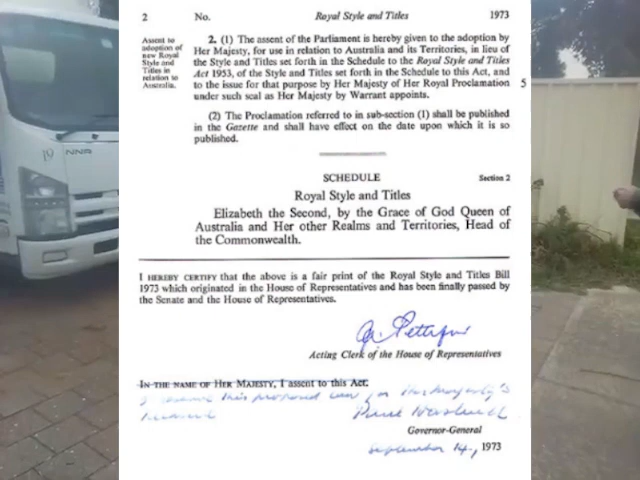 2 No. Royal Style and Titles 1973
Assent to
adoption of
new Royal
Style and
Titles in
relation to
Australia.
2. (1) The assent of the Parliament is hereby given to the adoption by
Her Majesty, for use in relation to Australia and its Territories, in lieu of
the Style and Titles set forth in the Schedule to the Royal Style and Titles
Act 1953, of the Style and Titles set forth in the Schedule to this Act, and
to the issue for that purpose by Her Majesty of Her Royal Proclamation 5
under such seal as Her Majesty by Warrant appoints.
(2) The Proclamation referred to in sub-section (1) shall be published
in the Gazette and shall have effect on the date upon which it is so
published.
SCHEDULE Section 2
Royal Style and Titles
Elizabeth the Second, by the Grace of God Queen of
Australia and Her other Realms and Territories, Head of
the Commonwealth.
I HEREBY CERTIFY that the above is a fair print of the Royal Style and Titles Bill
1973 which originated in the House of Representatives and has been finally passed by
the Senate and the House of Representatives.
Acting Clerk of the House of Representatives
IN THE NAME OF HER MAJESTY, I assent to this Act.
I reserve this proposed law for Her Majesty's
Paul Hasluck
Governor-General
September 14, 1973
19 NNR